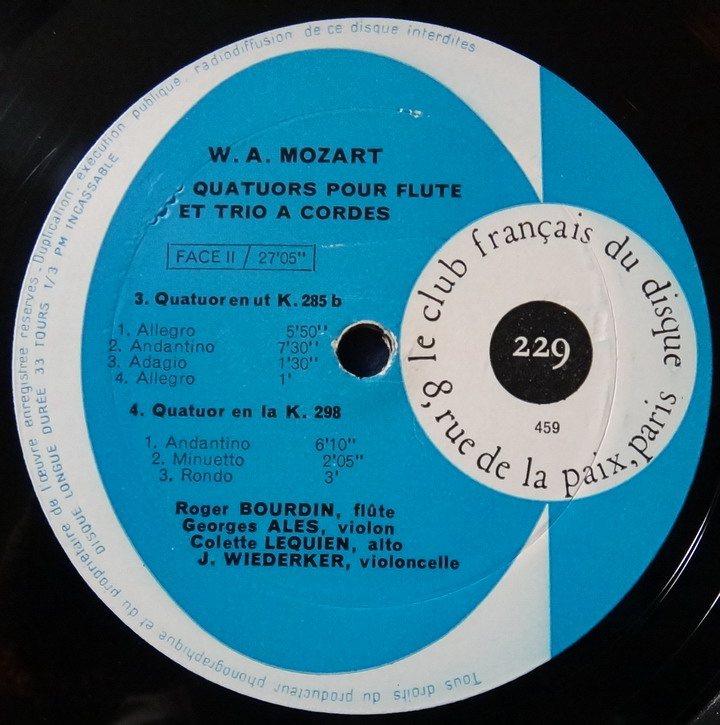 W. A. MOZART
QUATUORS POUR FLUTE
ET TRIO A CORDES
FACE II / 27'05"
3. Quatuor en ut K. 285 b
1. Allegro 5'50"
2. Andantino 7'30"
3. Adagio 1'30"
4. Allegro 1'
4. Quatuor en la K. 298
1. Andantino 6'10"
2. Minuetto 2'05"
3. Rondo 3'
Roger BOURDIN, flûte
Georges ALES, violon
Colette LEQUIEN, alto
J. WIEDERKER, violoncelle
le club français du disque
229
459
8, rue de la paix, paris
Tous droits du producteur phonographique et du propriétaire de l'œuvre enregistrée réservés - Duplication, exécution publique, radiodiffusion de ce disque interdites
DISQUE LONGUE DURÉE 33 TOURS 1/3 PM INCASSABLE